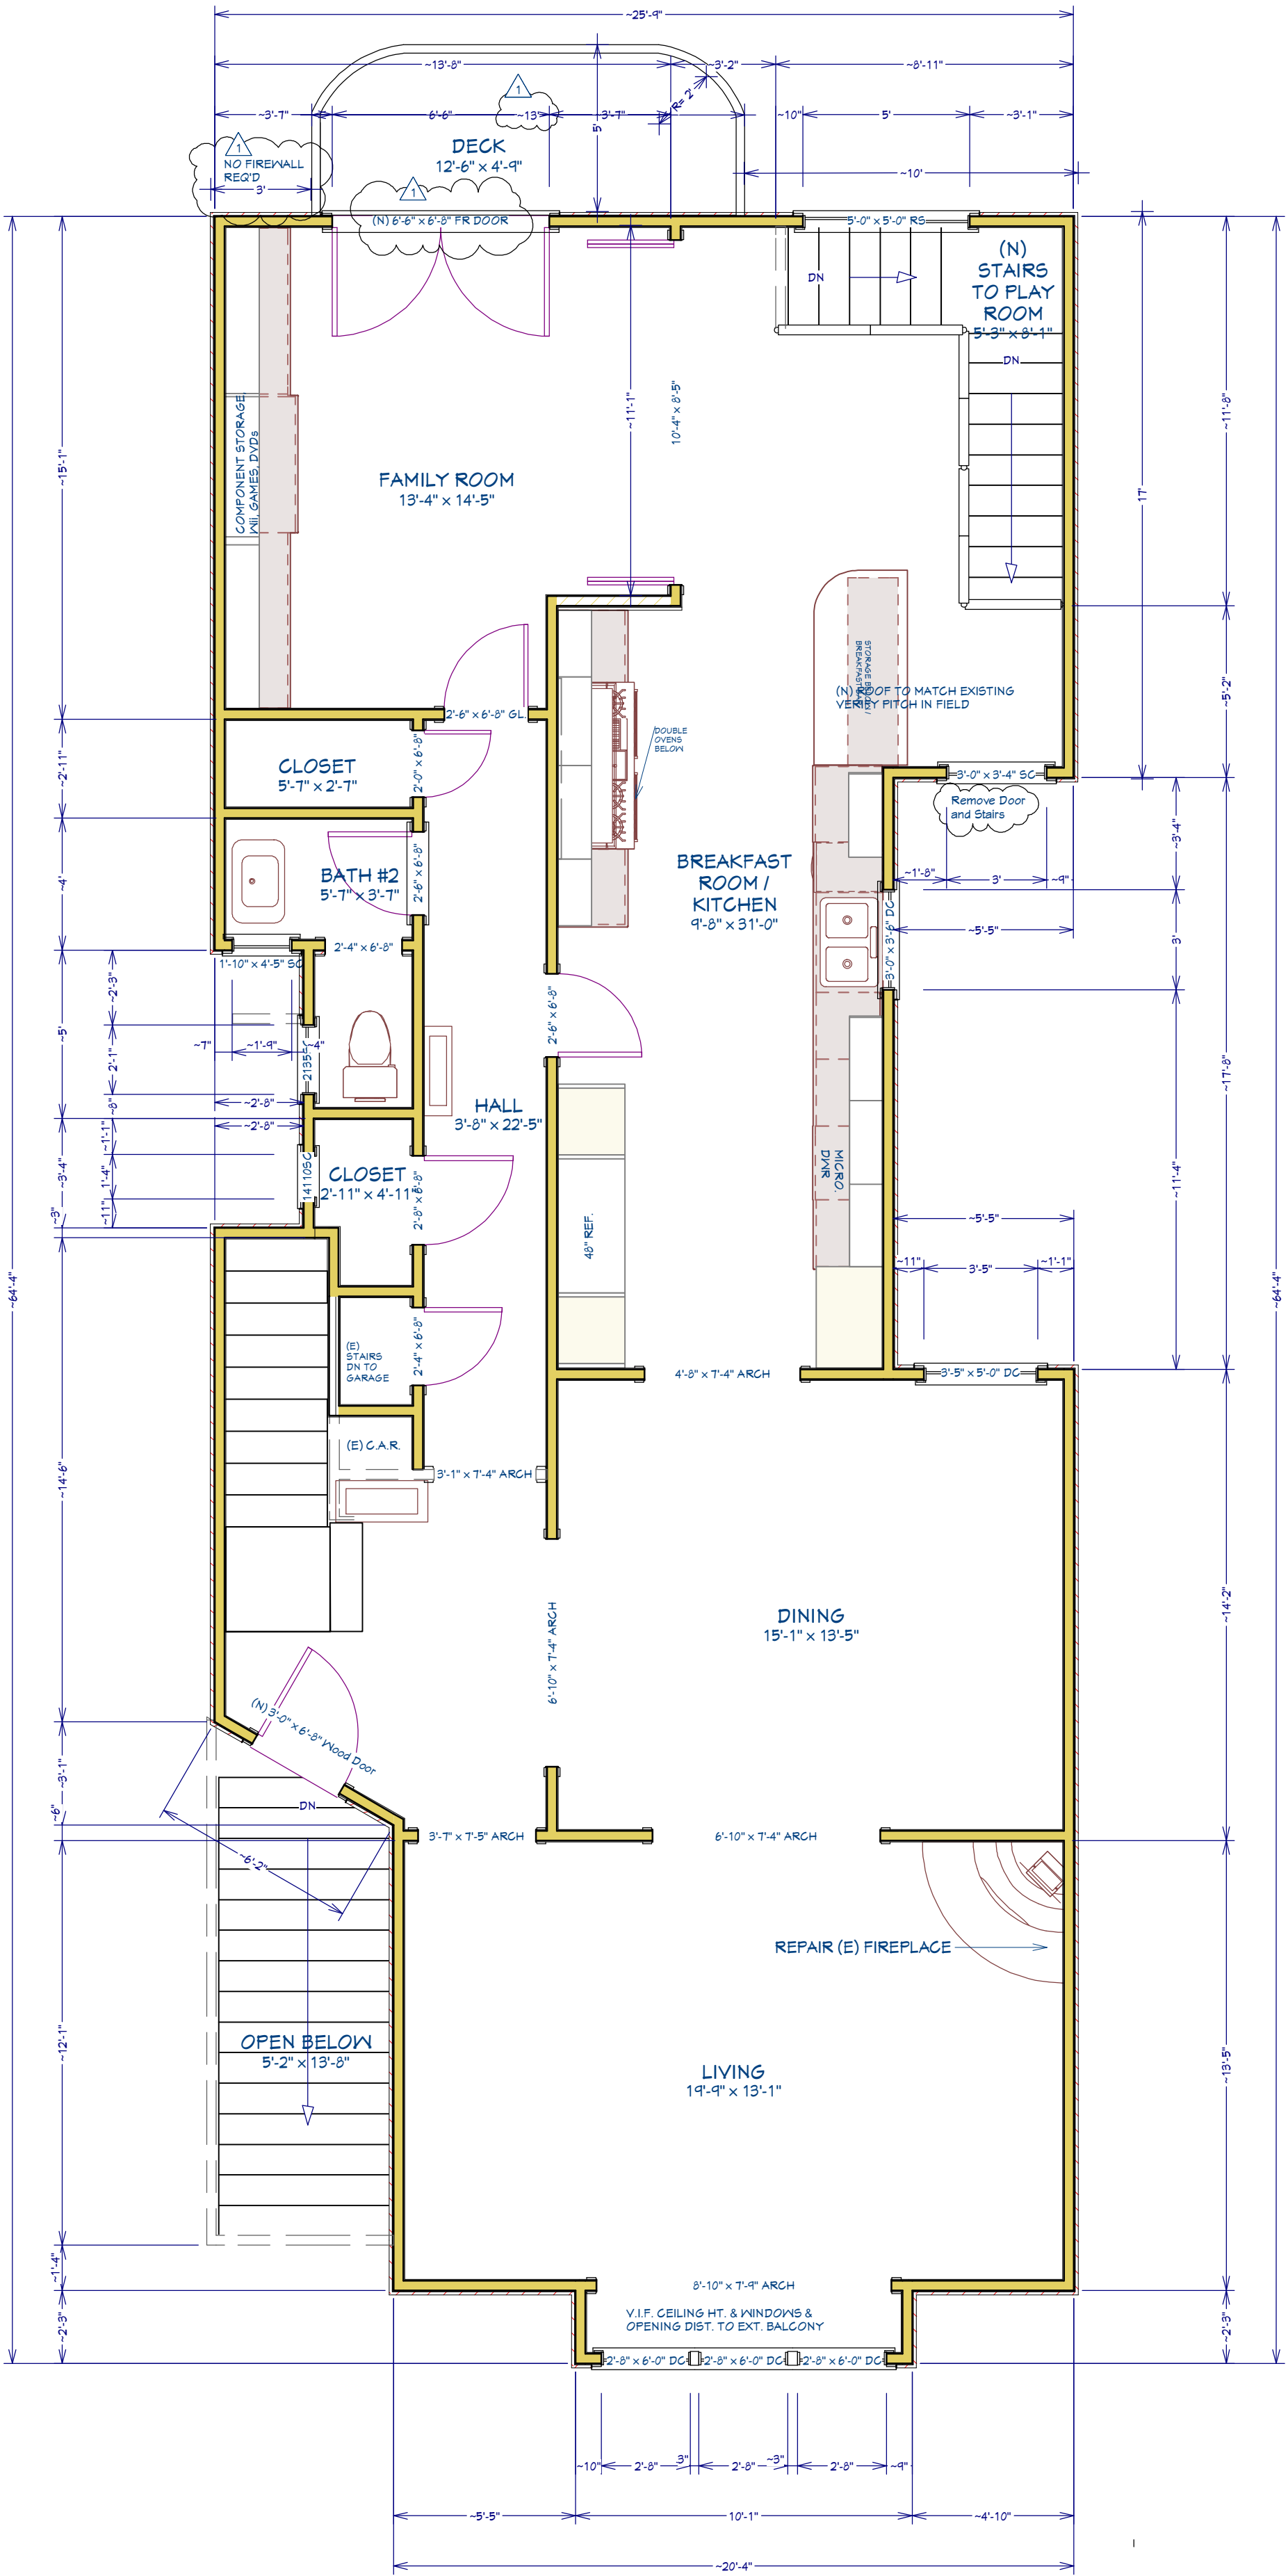 ~25'-9"
~13'-8"
~3'-2"
~8'-11"
R= 2'
~3'-7"
6'-6"
~13'
3'-7"
5'
~10"
5'
~3'-1"
1
1
NO FIREWALL
REQ'D
3'
DECK
12'-6" x 4'-9"
~10'
1
(N) 6'-6" x 6'-8" FR DOOR
5'-0" x 5'-0" RS
(N)
STAIRS
TO PLAY
ROOM
5'-3" x 8'-1"
DN
DN
COMPONENT STORAGE,
Wii, GAMES, DVDs
FAMILY ROOM
13'-4" x 14'-5"
~11'-1"
10'-4" x 8'-5"
~15'-1"
~11'-8"
17'
STORAGE BELOW /
(N) ROOF TO MATCH EXISTING
VERIFY PITCH IN FIELD
~5'-2"
2'-6" x 6'-8" GL.
DOUBLE
OVENS
BELOW
CLOSET
5'-7" x 2'-7"
2'-0" x 6'-8"
~2'-11"
3'-0" x 3'-4" SC
Remove Door
and Stairs
~3'-4"
~1'-8"
3'
~9"
BATH #2
5'-7" x 3'-7"
2'-6" x 6'-8"
~4'
BREAKFAST
ROOM /
KITCHEN
9'-8" x 31'-0"
3'-0" x 3'-6" DC
~5'-5"
3'
2'-4" x 6'-8"
1'-10" x 4'-5" SC
~2'-3"
~5'
2'-1"
~8"
~7"
~1'-9"
~4"
2135SC
~2'-8"
~2'-8"
2'-6" x 6'-8"
~17'-8"
HALL
3'-8" x 22'-5"
~1'-1"
~3'-4"
1'-4"
~11"
~3"
14110SC
CLOSET
2'-11" x 4'-11"
2'-8" x 6'-8"
48" REF.
MICRO.
DWR.
~11'-4"
~5'-5"
~11"
3'-5"
~1'-1"
~64'-4"
~64'-4"
(E)
STAIRS
DN TO
GARAGE
2'-4" x 6'-8"
4'-8" x 7'-4" ARCH
3'-5" x 5'-0" DC
(E) C.A.R.
3'-1" x 7'-4" ARCH
~14'-6"
6'-10" x 7'-4" ARCH
DINING
15'-1" x 13'-5"
~14'-2"
(N) 3'-0" x 6'-8" Wood Door
~3'-1"
~6"
DN
~6'-2"
3'-7" x 7'-5" ARCH
6'-10" x 7'-4" ARCH
REPAIR (E) FIREPLACE
OPEN BELOW
5'-2" x 13'-8"
~12'-1"
LIVING
19'-9" x 13'-1"
~13'-5"
~1'-4"
~2'-3"
8'-10" x 7'-9" ARCH
V.I.F. CEILING HT. & WINDOWS &
OPENING DIST. TO EXT. BALCONY
~2'-3"
2'-8" x 6'-0" DC
2'-8" x 6'-0" DC
2'-8" x 6'-0" DC
~10"
2'-8"
3"
2'-8"
~3"
2'-8"
~9"
~5'-5"
10'-1"
~4'-10"
~20'-4"